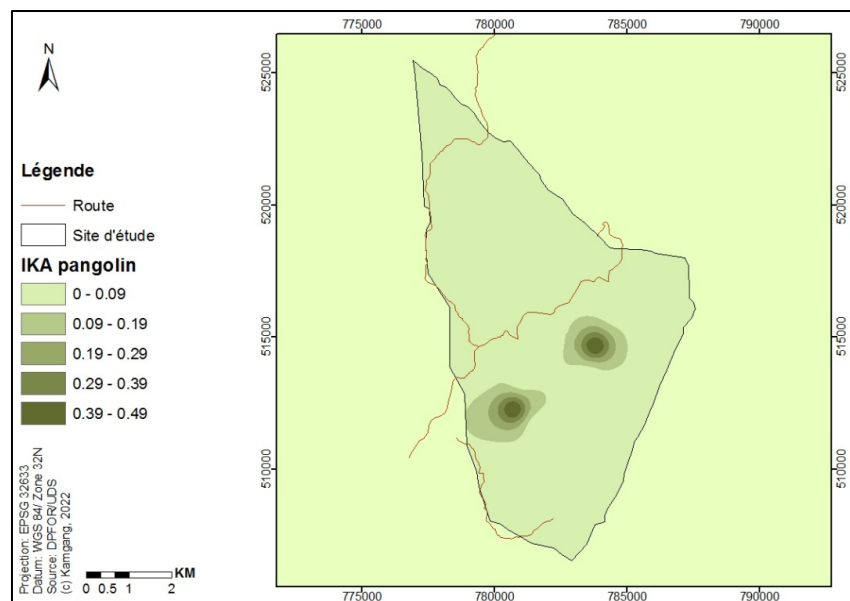 775000 780000 785000 790000
N
Légende
Route
Site d'étude
IKA pangolin
0 - 0.09
0.09 - 0.19
0.19 - 0.29
0.29 - 0.39
0.39 - 0.49
Projection: EPSG 32633
Datum: WGS 84/ Zone 32N
Source: DPFOR/UDS
(c) Kamgang, 2022
KM
0 0.5 1 2
525000
520000
515000
510000
525000
520000
515000
510000
775000 780000 785000 790000